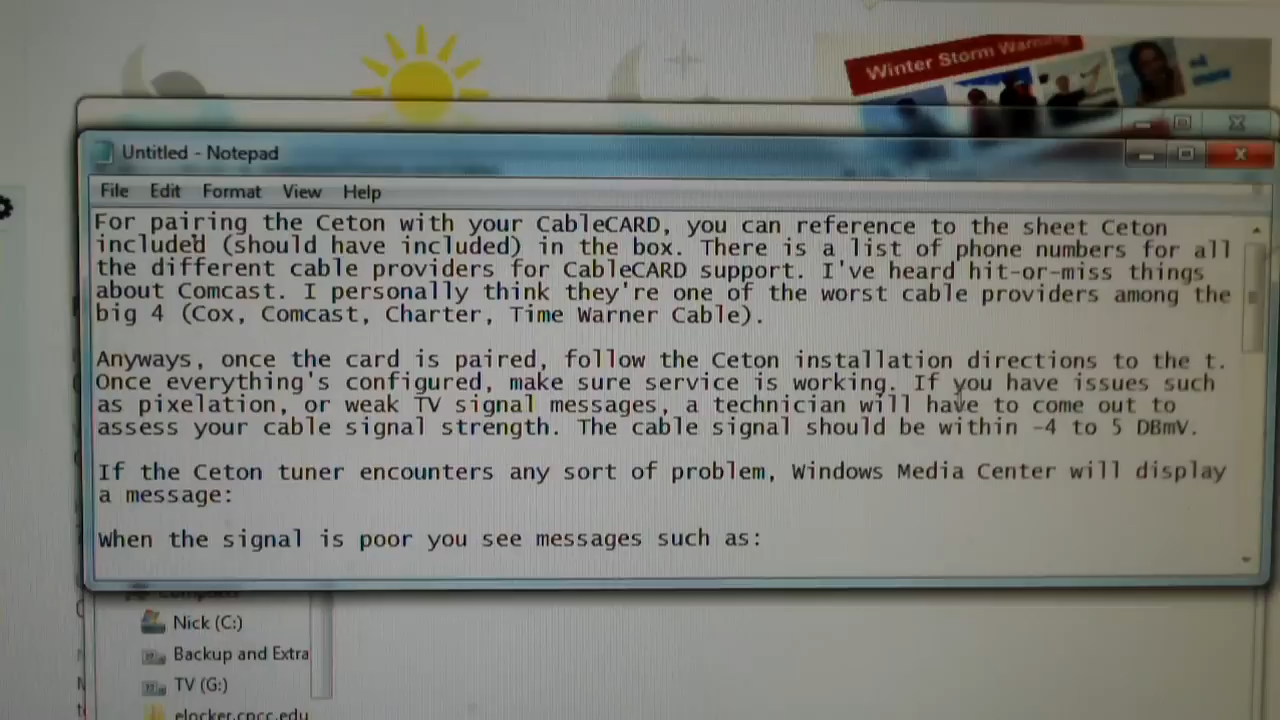 Winter Storm Warning
Untitled - Notepad
File Edit Format View Help
For pairing the Ceton with your CableCARD, you can reference to the sheet Ceton
included (should have included) in the box. There is a list of phone numbers for all
the different cable providers for CableCARD support. I've heard hit-or-miss things
about Comcast. I personally think they're one of the worst cable providers among the
big 4 (Cox, Comcast, Charter, Time Warner Cable).
Anyways, once the card is paired, follow the Ceton installation directions to the t.
Once everything's configured, make sure service is working. If you have issues such
as pixelation, or weak TV signal messages, a technician will have to come out to
assess your cable signal strength. The cable signal should be within -4 to 5 DBmV.
If the Ceton tuner encounters any sort of problem, Windows Media Center will display
a message:
When the signal is poor you see messages such as:
Nick (C:)
Backup and Extra
TV (G:)
elocker.cpcc.edu